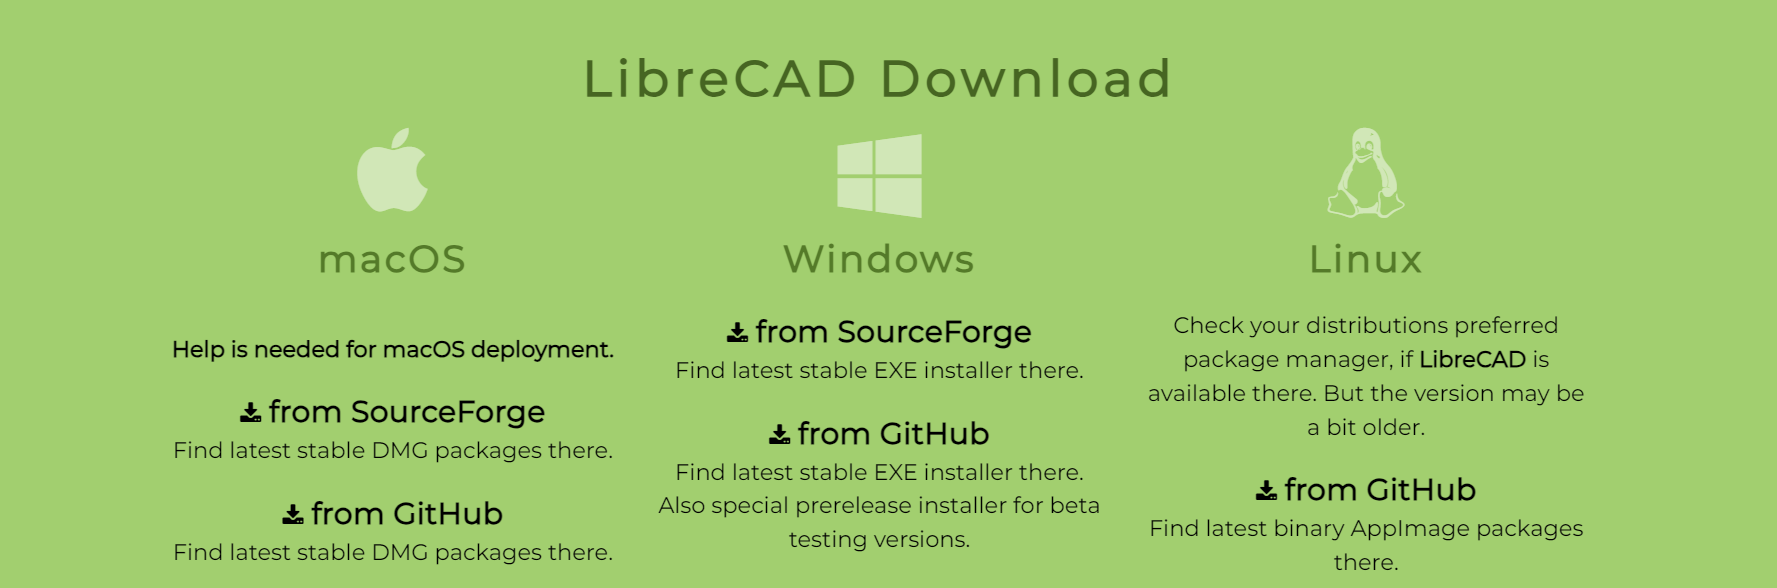 LibreCAD Download
macOS
Help is needed for macOS deployment.
from SourceForge
Find latest stable DMG packages there.
from GitHub
Find latest stable DMG packages there.
Windows
from SourceForge
Find latest stable EXE installer there.
from GitHub
Find latest stable EXE installer there.
Also special prerelease installer for beta
testing versions.
Linux
Check your distributions preferred
package manager, if LibreCAD is
available there. But the version may be
a bit older.
from GitHub
Find latest binary AppImage packages
there.